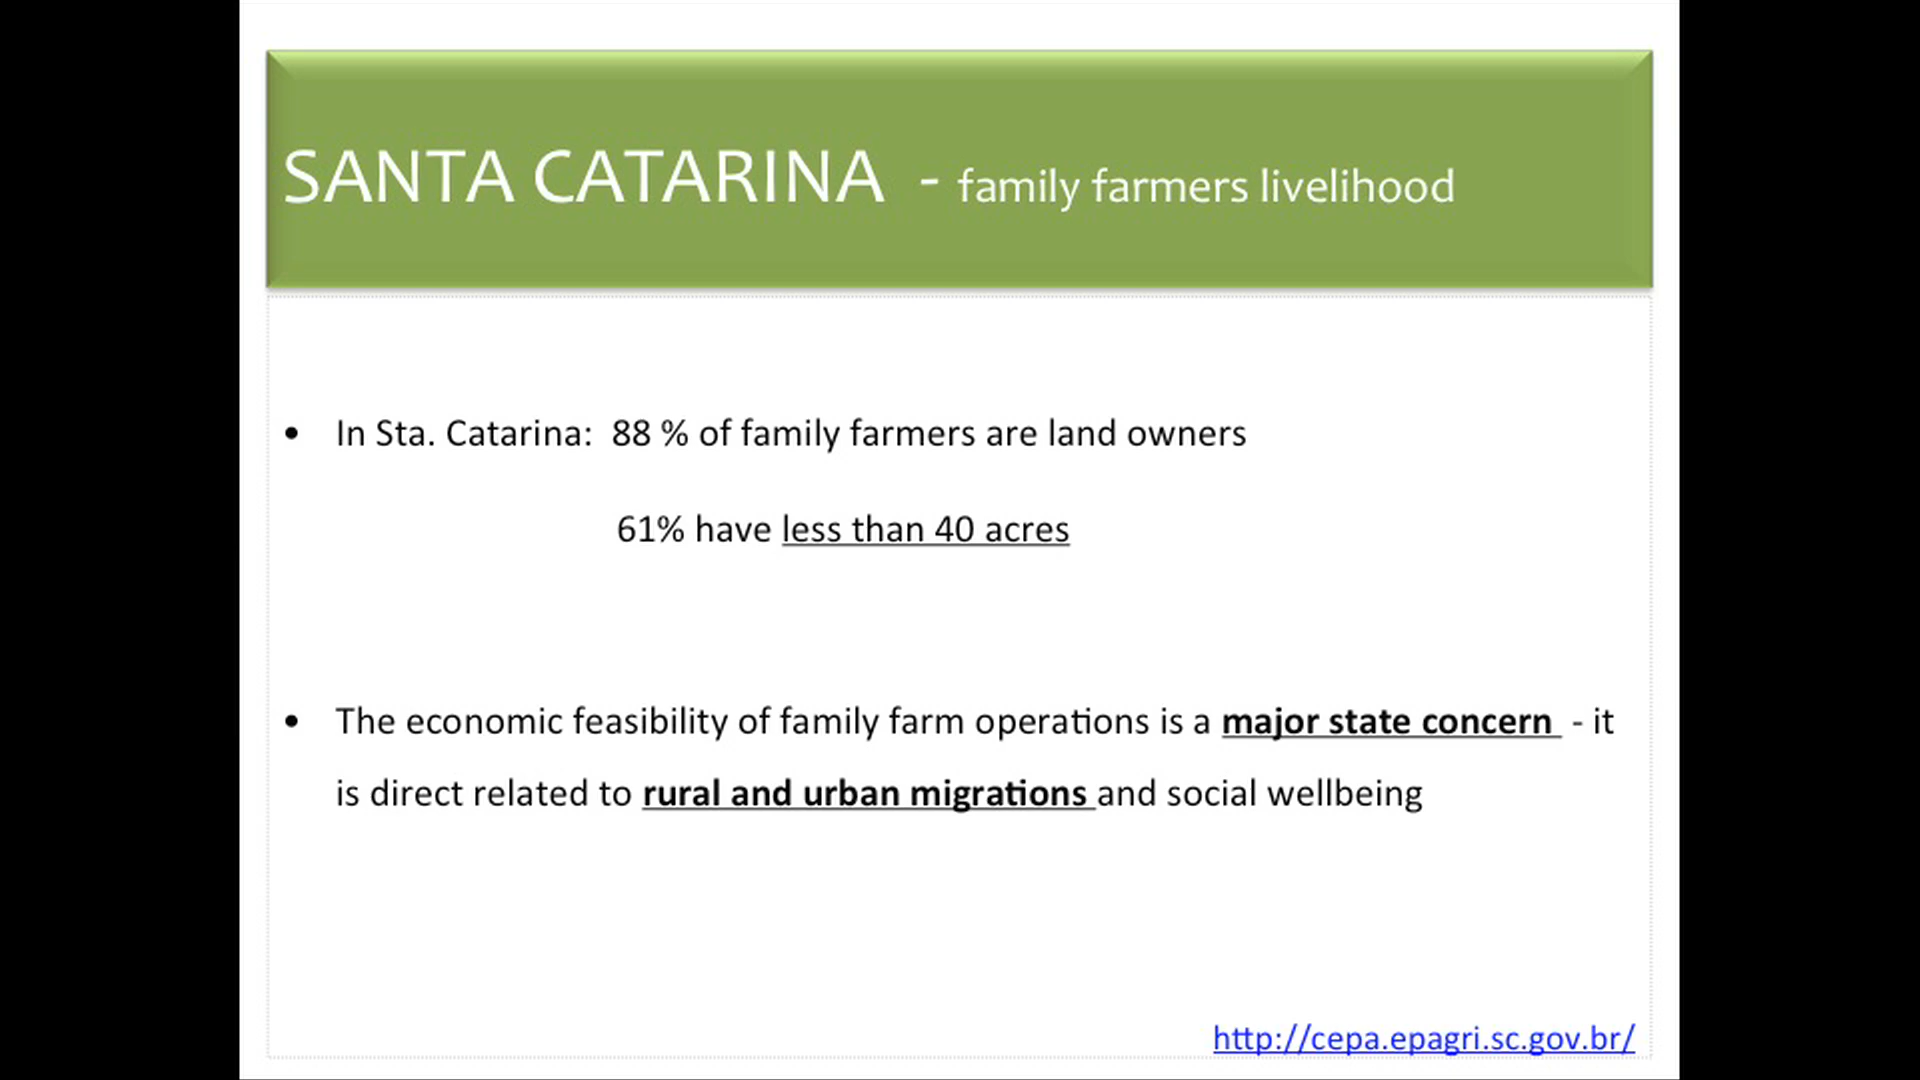 SANTA CATARINA - family farmers livelihood
• In Sta. Catarina: 88 % of family farmers are land owners
61% have less than 40 acres
• The economic feasibility of family farm operations is a major state concern - it
is direct related to rural and urban migrations and social wellbeing
http://cepa.epagri.sc.gov.br/